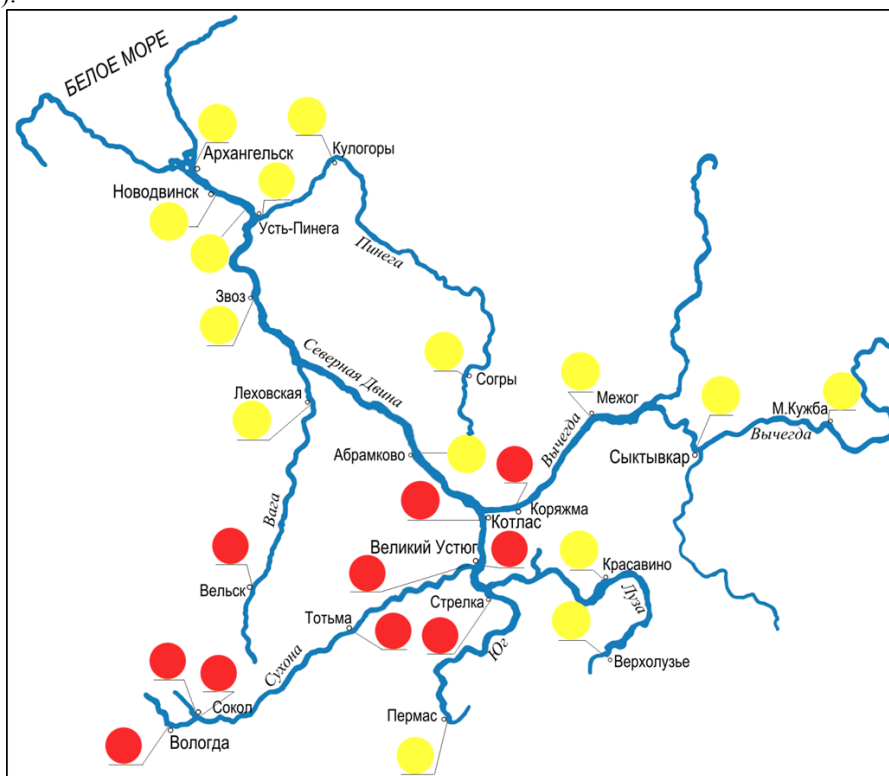 ).
БЕЛОЕ МОРЕ
Архангельск
Кулогоры
Новодвинск
Усть-Пинега
Пинега
Звоз
Северная Двина
Согры
Леховская
Межог
М.Кужба
Вычегда
Вычегда
Абрамково
Сыктывкар
Вага
Коряжма
Котлас
Великий Устюг
Красавино
Вельск
Луза
Стрелка
Тотьма
Юг
Верхолузье
Сухона
Сокол
Пермас
Вологда